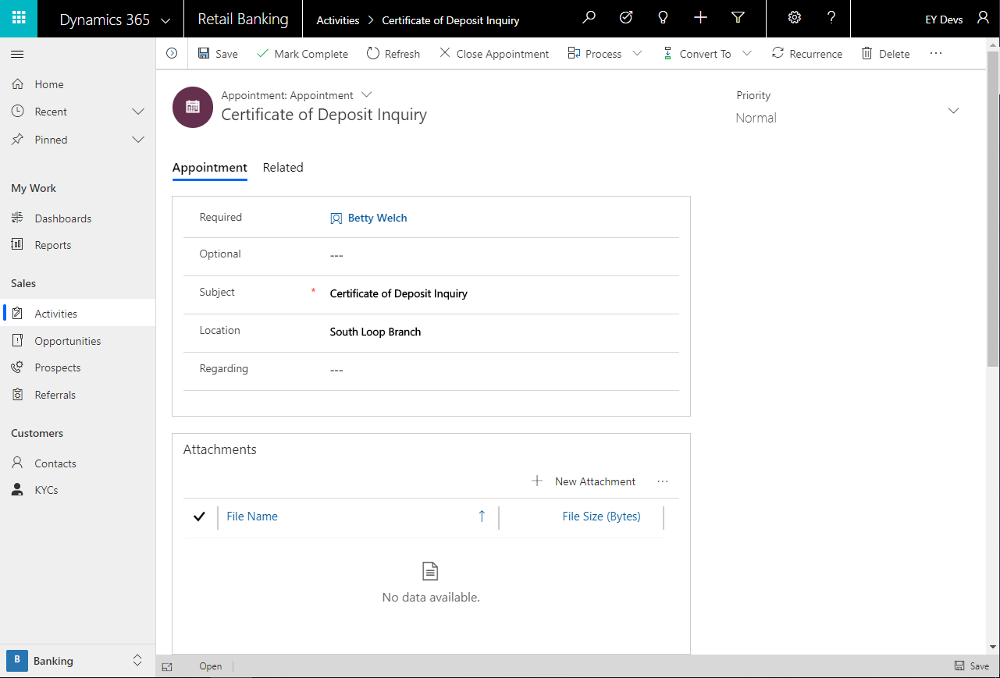 Dynamics 365
Retail Banking
Activities > Certificate of Deposit Inquiry
?
EY Devs
Save
Mark Complete
Refresh
Close Appointment
Process
Convert To
Recurrence
Delete
...
Home
Recent
Pinned
My Work
Dashboards
Reports
Sales
Activities
Opportunities
Prospects
Referrals
Customers
Contacts
KYCs
B Banking
Appointment: Appointment
Certificate of Deposit Inquiry
Priority
Normal
Appointment Related
Required Betty Welch
Optional ---
Subject * Certificate of Deposit Inquiry
Location South Loop Branch
Regarding ---
Attachments
+ New Attachment ...
File Name ↑ File Size (Bytes)
No data available.
Open
Save